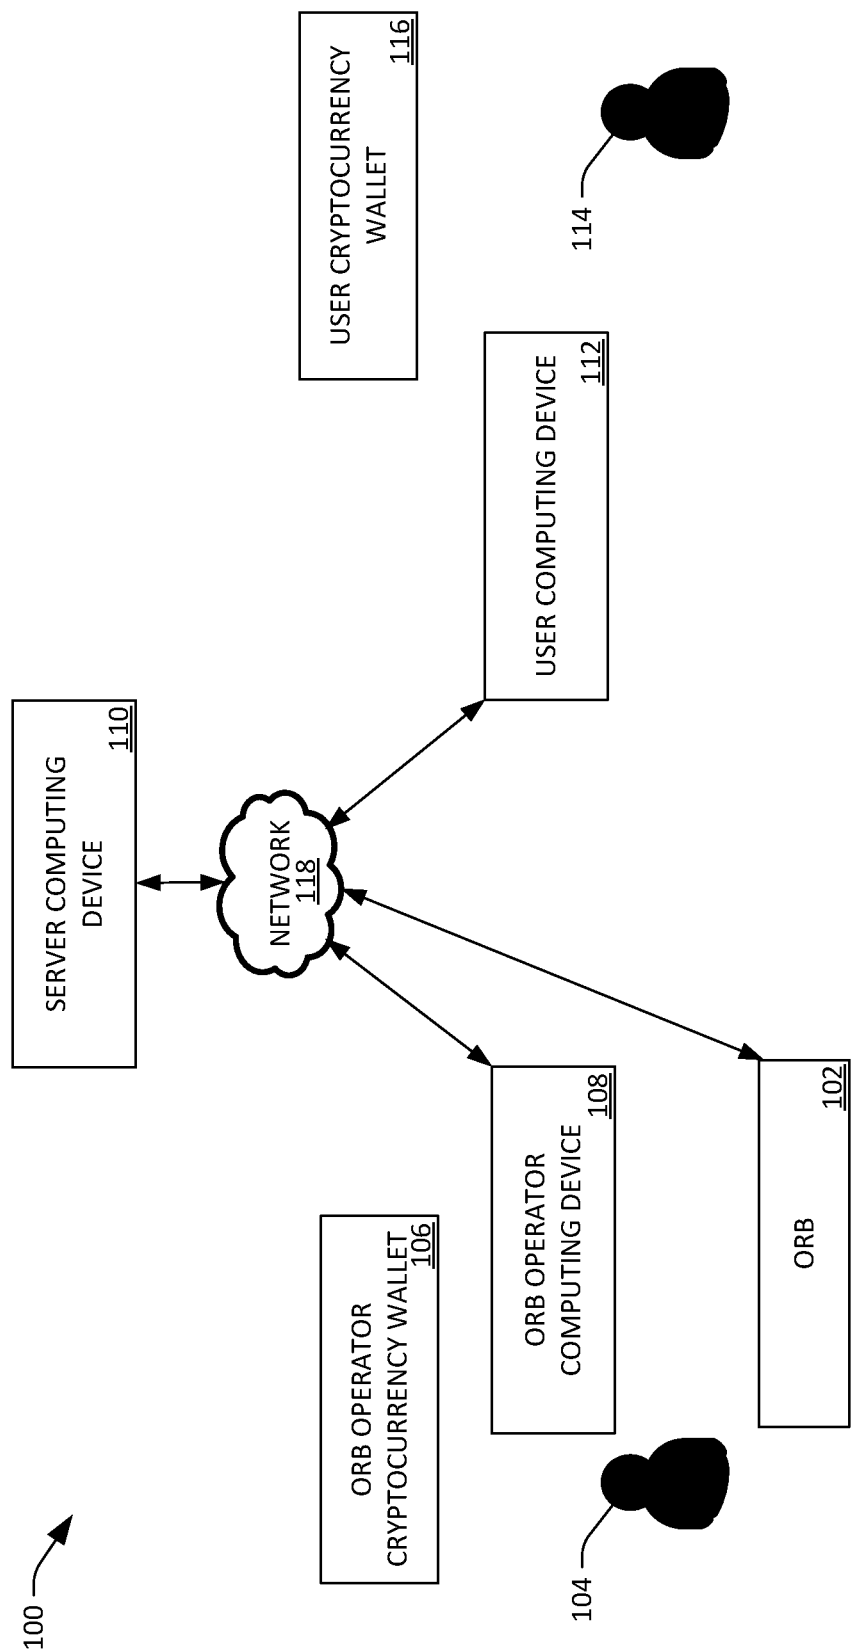 100
SERVER COMPUTING
DEVICE
110
NETWORK
118
ORB OPERATOR
CRYPTOCURRENCY WALLET
106
USER CRYPTOCURRENCY
WALLET
116
ORB OPERATOR
COMPUTING DEVICE
108
USER COMPUTING DEVICE
112
104
114
ORB
102